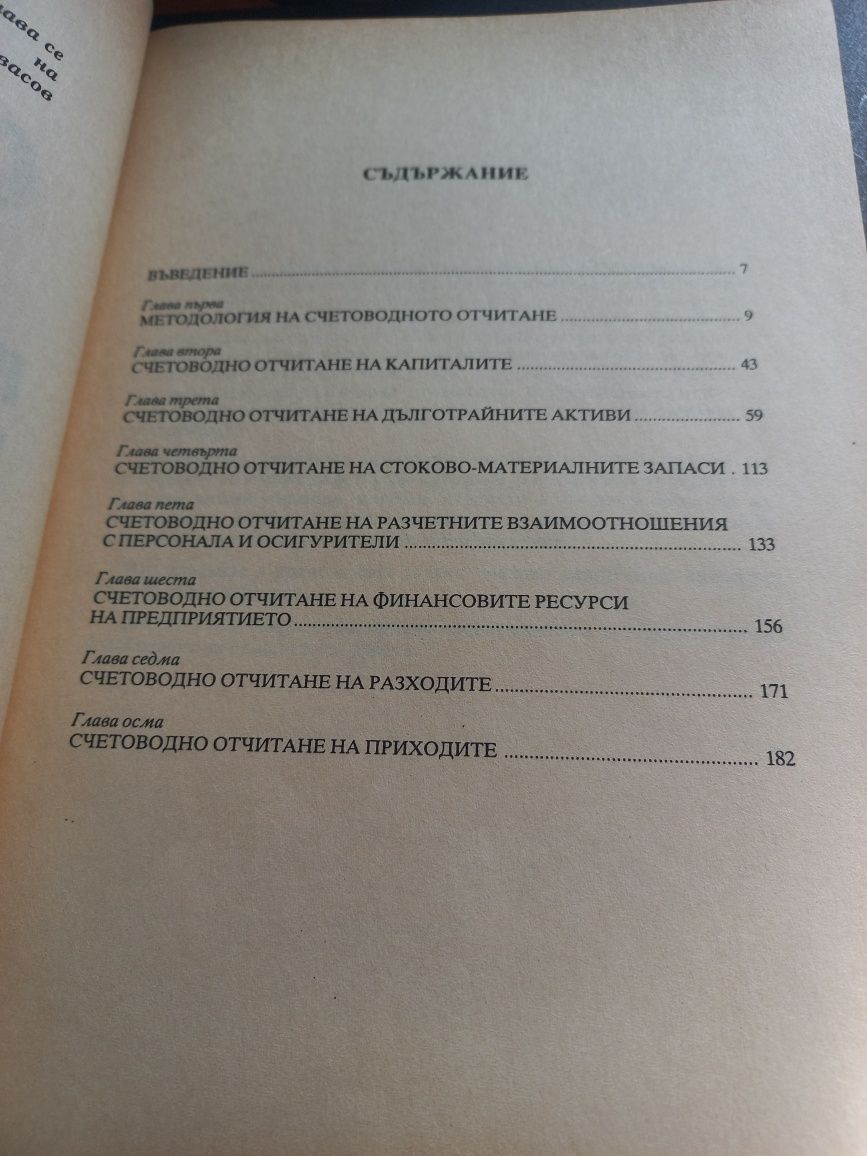 се
на
СЪДЪРЖАНИЕ
ВЪВЕДЕНИЕ ........ 7
Глава първа
МЕТОДОЛОГИЯ НА СЧЕТОВОДНОТО ОТЧИТАНЕ ........ 9
Глава втора
СЧЕТОВОДНО ОТЧИТАНЕ НА КАПИТАЛИТЕ ........ 43
Глава трета
СЧЕТОВОДНО ОТЧИТАНЕ НА ДЪЛГОТРАЙНИТЕ АКТИВИ ........ 59
Глава четвърта
СЧЕТОВОДНО ОТЧИТАНЕ НА СТОКОВО-МАТЕРИАЛНИТЕ ЗАПАСИ . 113
Глава пета
СЧЕТОВОДНО ОТЧИТАНЕ НА РАЗЧЕТНИТЕ ВЗАИМООТНОШЕНИЯ
С ПЕРСОНАЛА И ОСИГУРИТЕЛИ ........ 133
Глава шеста
СЧЕТОВОДНО ОТЧИТАНЕ НА ФИНАНСОВИТЕ РЕСУРСИ
НА ПРЕДПРИЯТИЕТО ........ 156
Глава седма
СЧЕТОВОДНО ОТЧИТАНЕ НА РАЗХОДИТЕ ........ 171
Глава осма
СЧЕТОВОДНО ОТЧИТАНЕ НА ПРИХОДИТЕ ........ 182